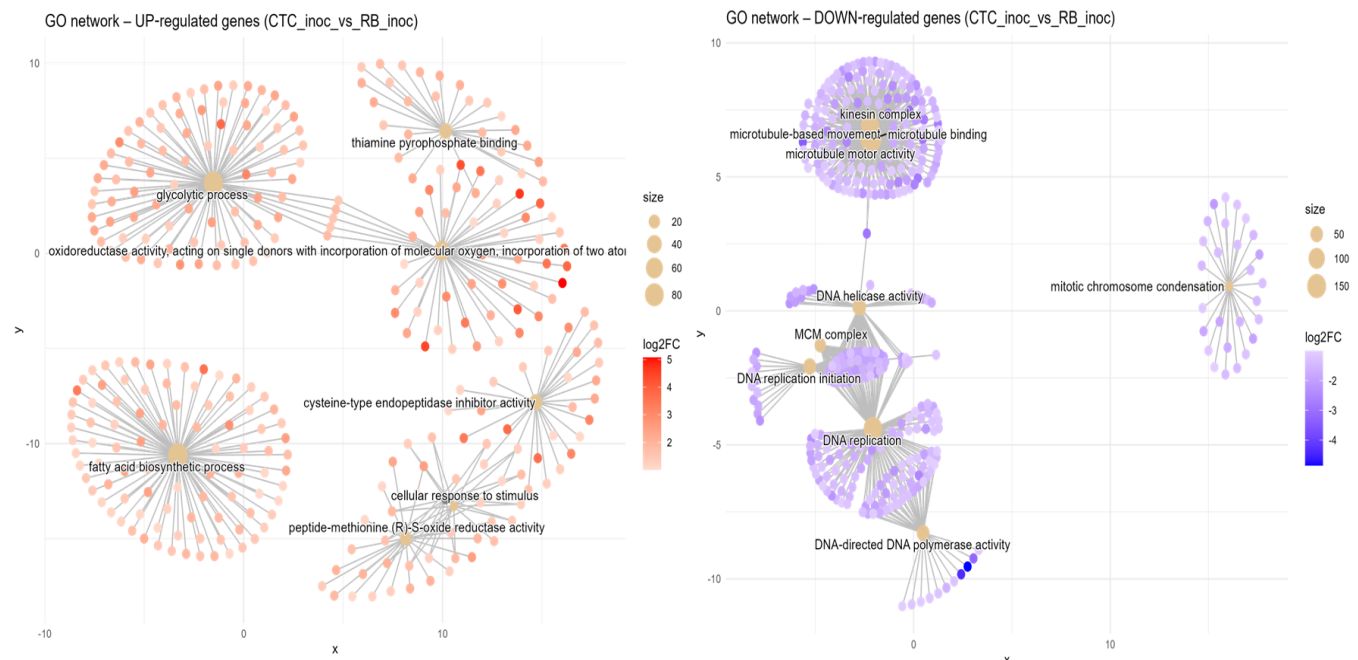 GO network – UP-regulated genes (CTC_inoc_vs_RB_inoc)
10
0
-10
y
-10
0
10
x
thiamine pyrophosphate binding
glycolytic process
oxidoreductase activity, acting on single donors with incorporation of molecular oxygen, incorporation of two ator
cysteine-type endopeptidase inhibitor activity
fatty acid biosynthetic process
cellular response to stimulus
peptide-methionine (R)-S-oxide reductase activity
size
20
40
60
80
log2FC
5
4
3
2
GO network – DOWN-regulated genes (CTC_inoc_vs_RB_inoc)
10
5
0
-5
-10
y
0
10
x
kinesin complex
microtubule-based movement
microtubule binding
microtubule motor activity
mitotic chromosome condensation
DNA helicase activity
MCM complex
DNA replication initiation
DNA replication
DNA-directed DNA polymerase activity
size
50
100
150
log2FC
-2
-3
-4